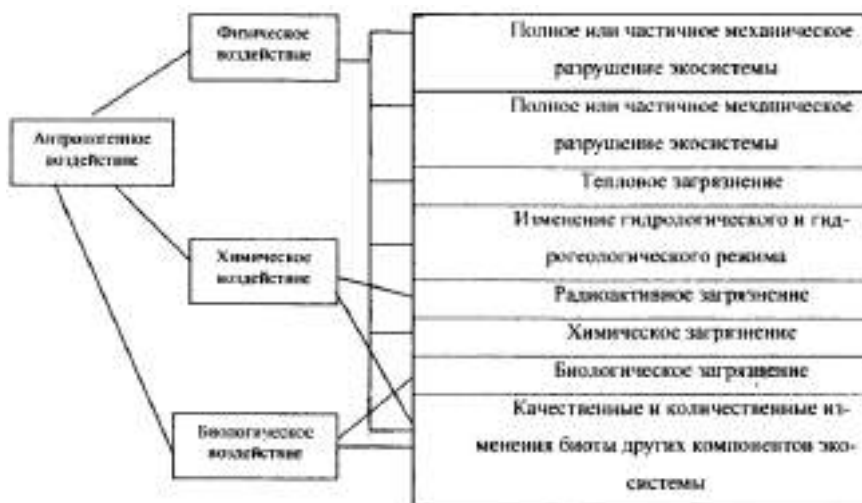 Физическое
воздействие
Антропогенное
воздействие
Химическое
воздействие
Биологическое
воздействие
Полное или частичное механическое
разрушение экосистемы
Полное или частичное механическое
разрушение экосистемы
Тепловое загрязнение
Изменение гидрологического и гид-
рогеологического режима
Радиоактивное загрязнение
Химическое загрязнение
Биологическое загрязнение
Качественные и количественные из-
менения биоты других компонентов эко-
системы